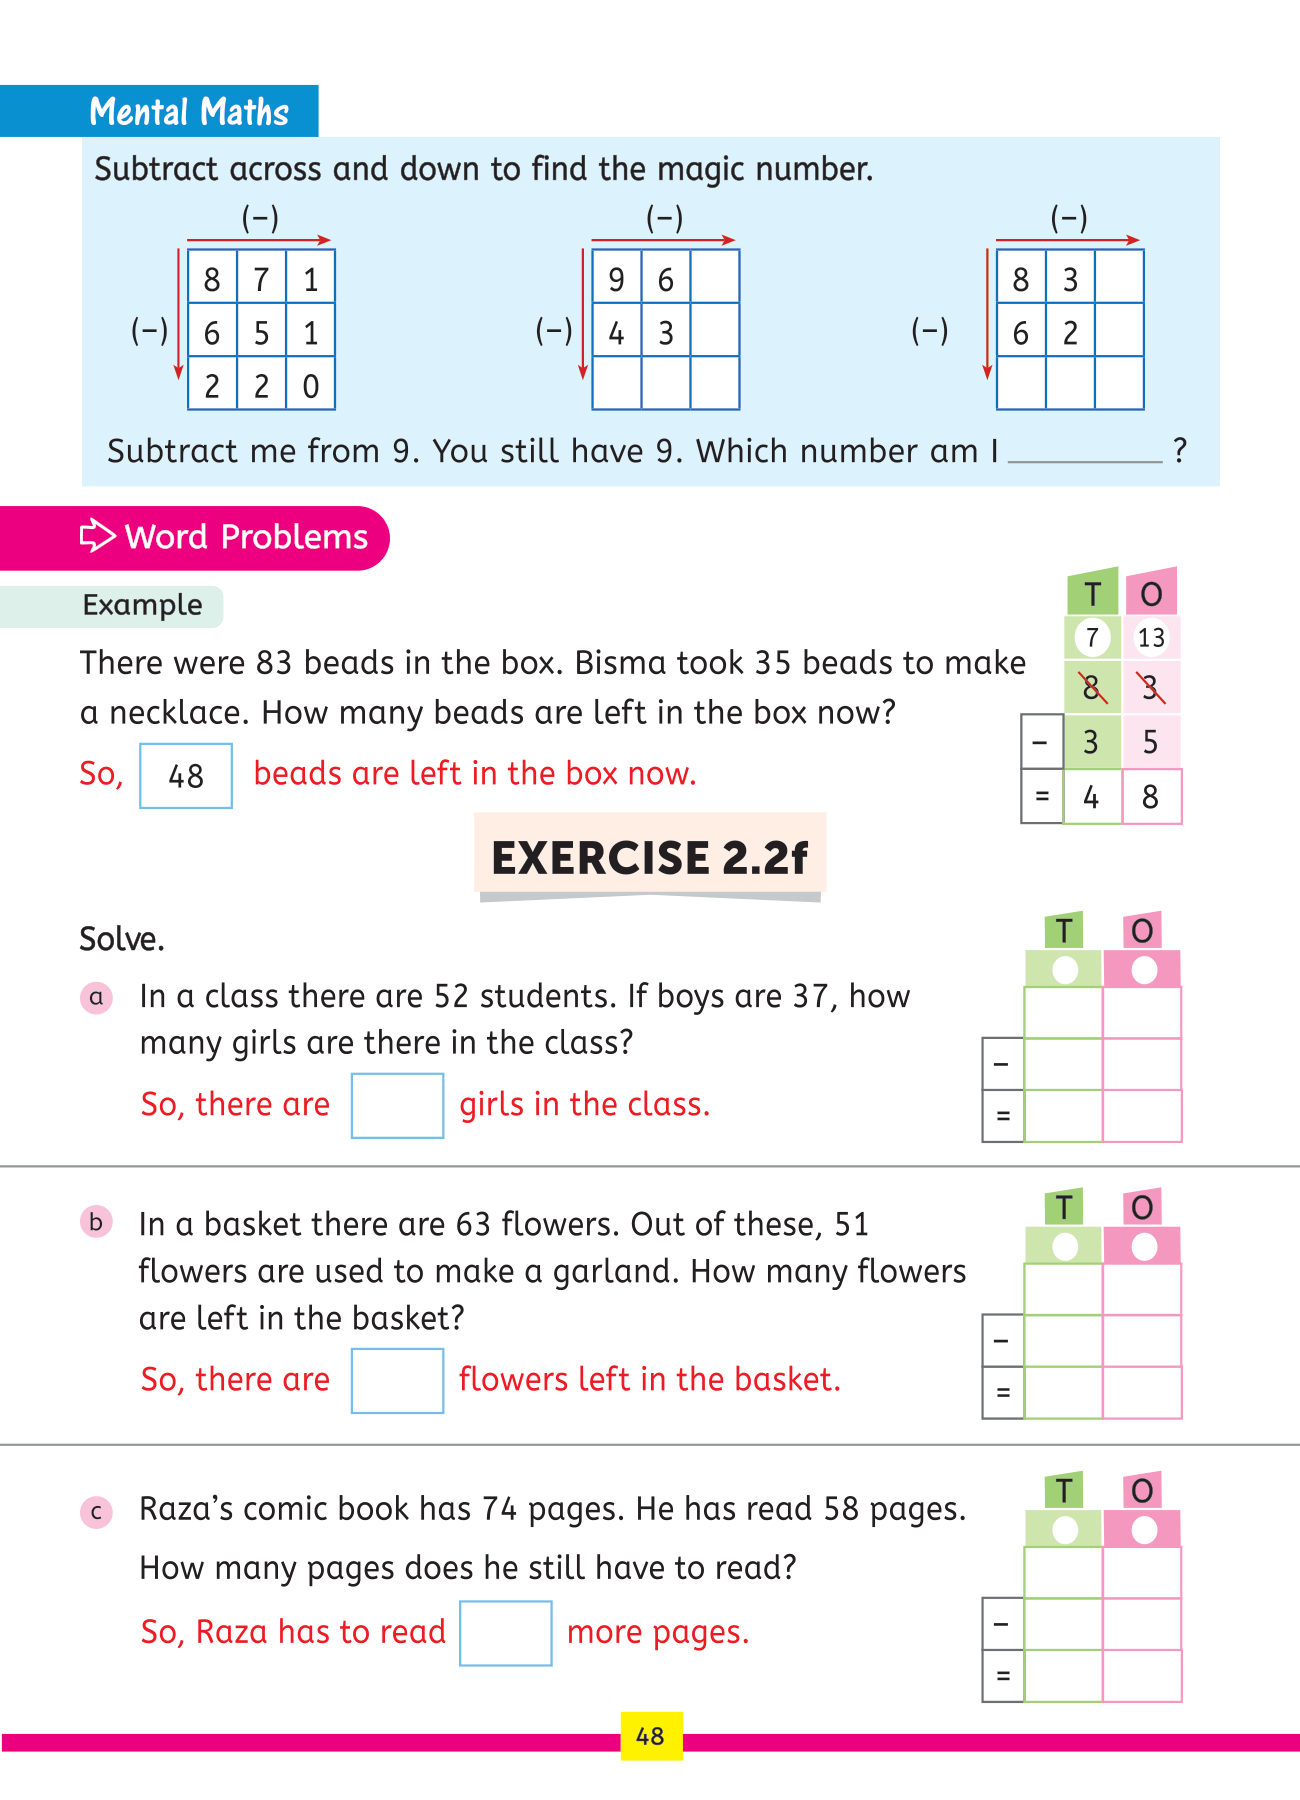 Mental Maths
Subtract across and down to find the magic number.
(–) (–) (–)
8 7 1 9 6 8 3
(–) 6 5 1 (–) 4 3 (–) 6 2
2 2 0
Subtract me from 9. You still have 9. Which number am I __________ ?
Word Problems
Example
T O
7 13
There were 83 beads in the box. Bisma took 35 beads to make
8 3
a necklace. How many beads are left in the box now?
– 3 5
So, 48 beads are left in the box now.
= 4 8
EXERCISE 2.2f
Solve.
T O
a In a class there are 52 students. If boys are 37, how
many girls are there in the class?
–
So, there are girls in the class.
=
T O
b In a basket there are 63 flowers. Out of these, 51
flowers are used to make a garland. How many flowers
are left in the basket?
–
So, there are flowers left in the basket.
=
T O
c Raza’s comic book has 74 pages. He has read 58 pages.
How many pages does he still have to read?
–
So, Raza has to read more pages.
=
48